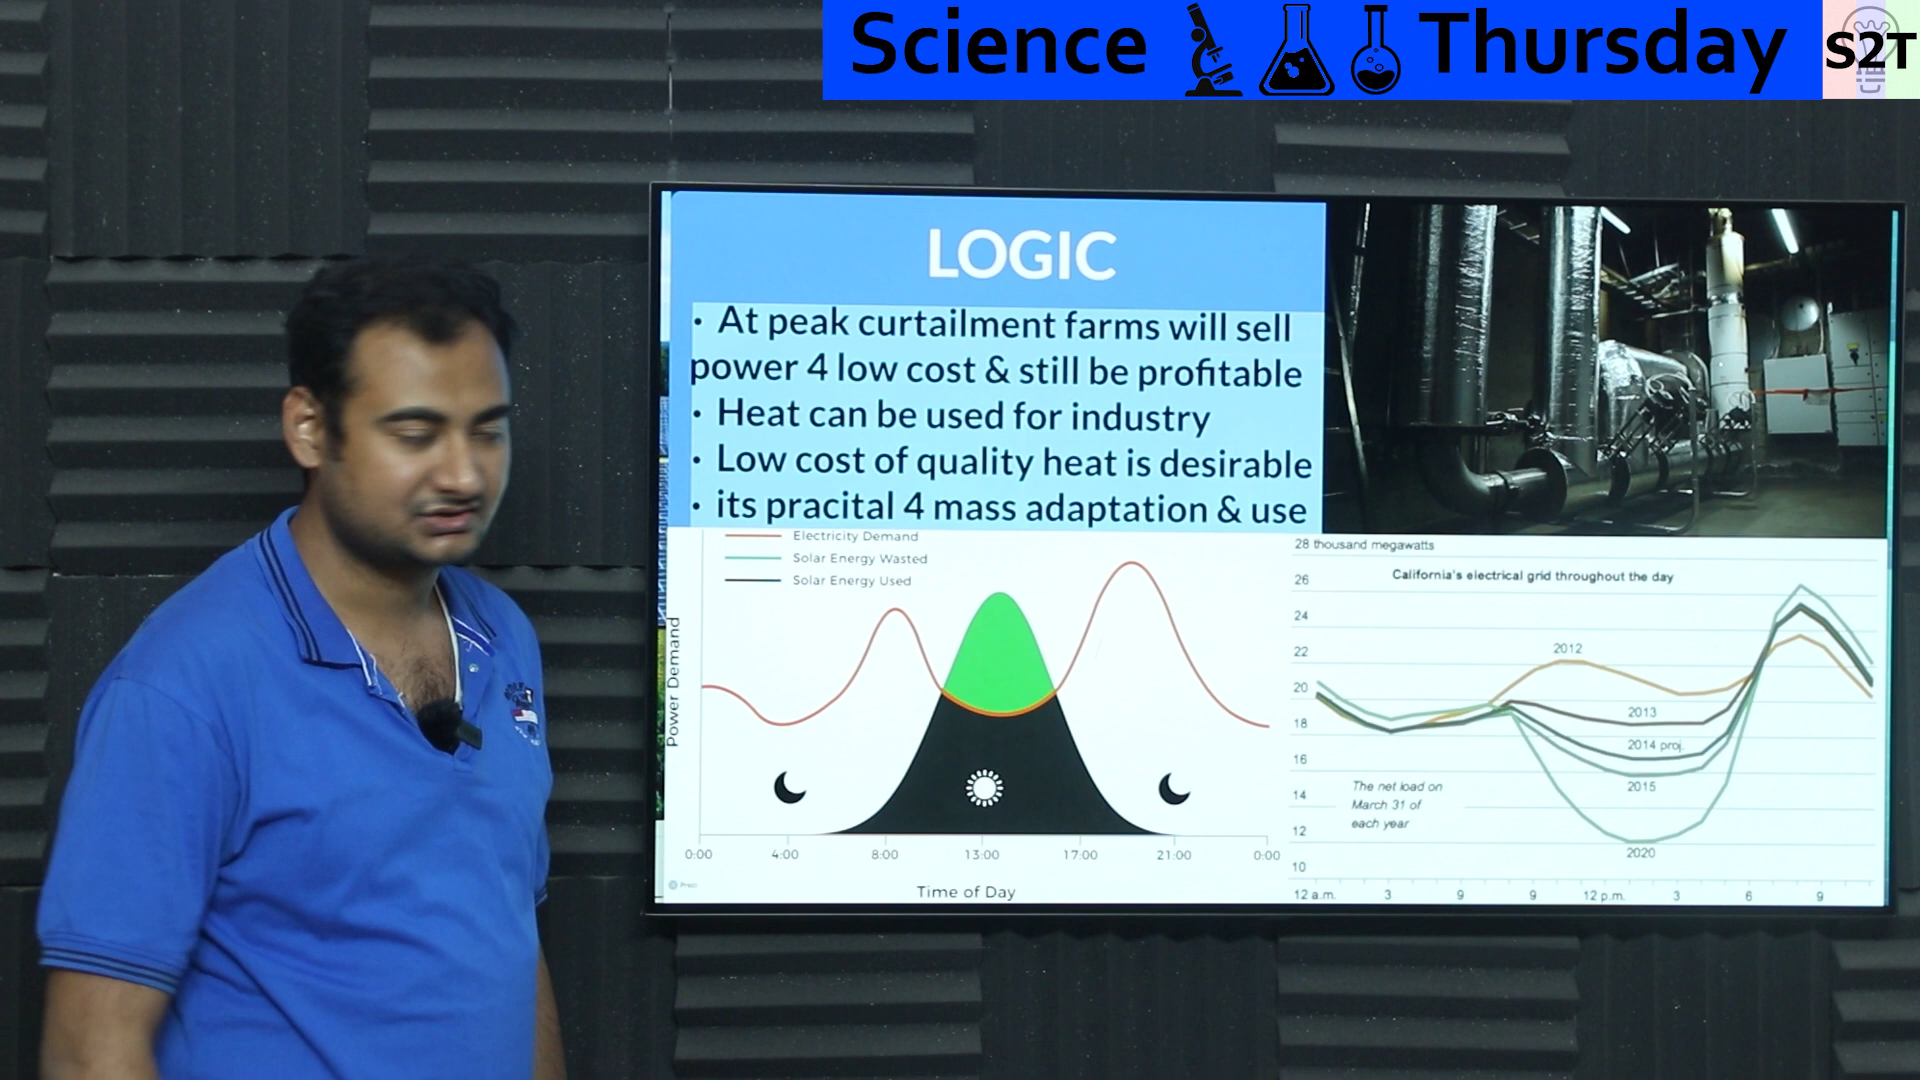 Science Thursday
S2T
LOGIC
· At peak curtailment farms will sell
power 4 low cost & still be profitable
· Heat can be used for industry
· Low cost of quality heat is desirable
· its pracital 4 mass adaptation & use
Electricity Demand
Solar Energy Wasted
Solar Energy Used
Power Demand
0:00 4:00 8:00 13:00 17:00 21:00 0:00
Time of Day
Prezi
28 thousand megawatts
California's electrical grid throughout the day
26
24
22
20
18
16
14
12
10
2012
2013
2014 proj.
2015
2020
The net load on
March 31 of
each year
12 a.m. 3 9 9 12 p.m. 3 6 9